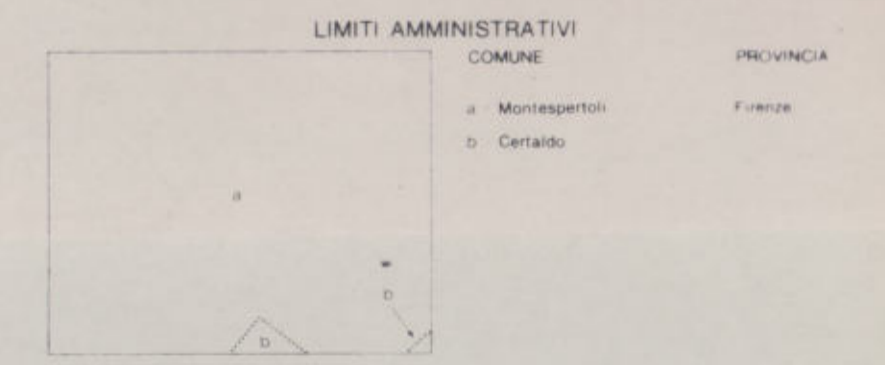 LIMITI AMMINISTRATIVI
COMUNE PROVINCIA
a Montespertoli Firenze
b Certaldo
a
b
b